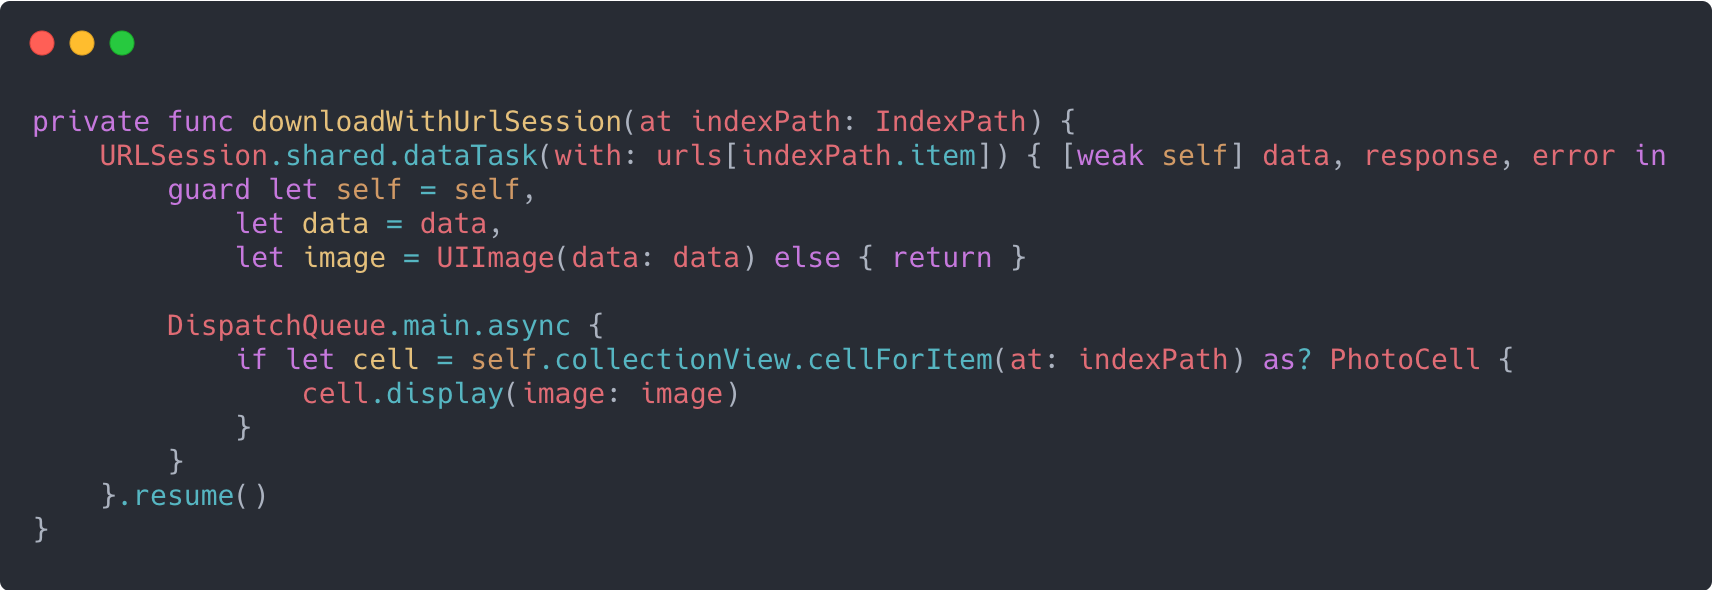 private func downloadWithUrlSession(at indexPath: IndexPath) {
    URLSession.shared.dataTask(with: urls[indexPath.item]) { [weak self] data, response, error in
        guard let self = self,
            let data = data,
            let image = UIImage(data: data) else { return }

        DispatchQueue.main.async {
            if let cell = self.collectionView.cellForItem(at: indexPath) as? PhotoCell {
                cell.display(image: image)
            }
        }
    }.resume()
}